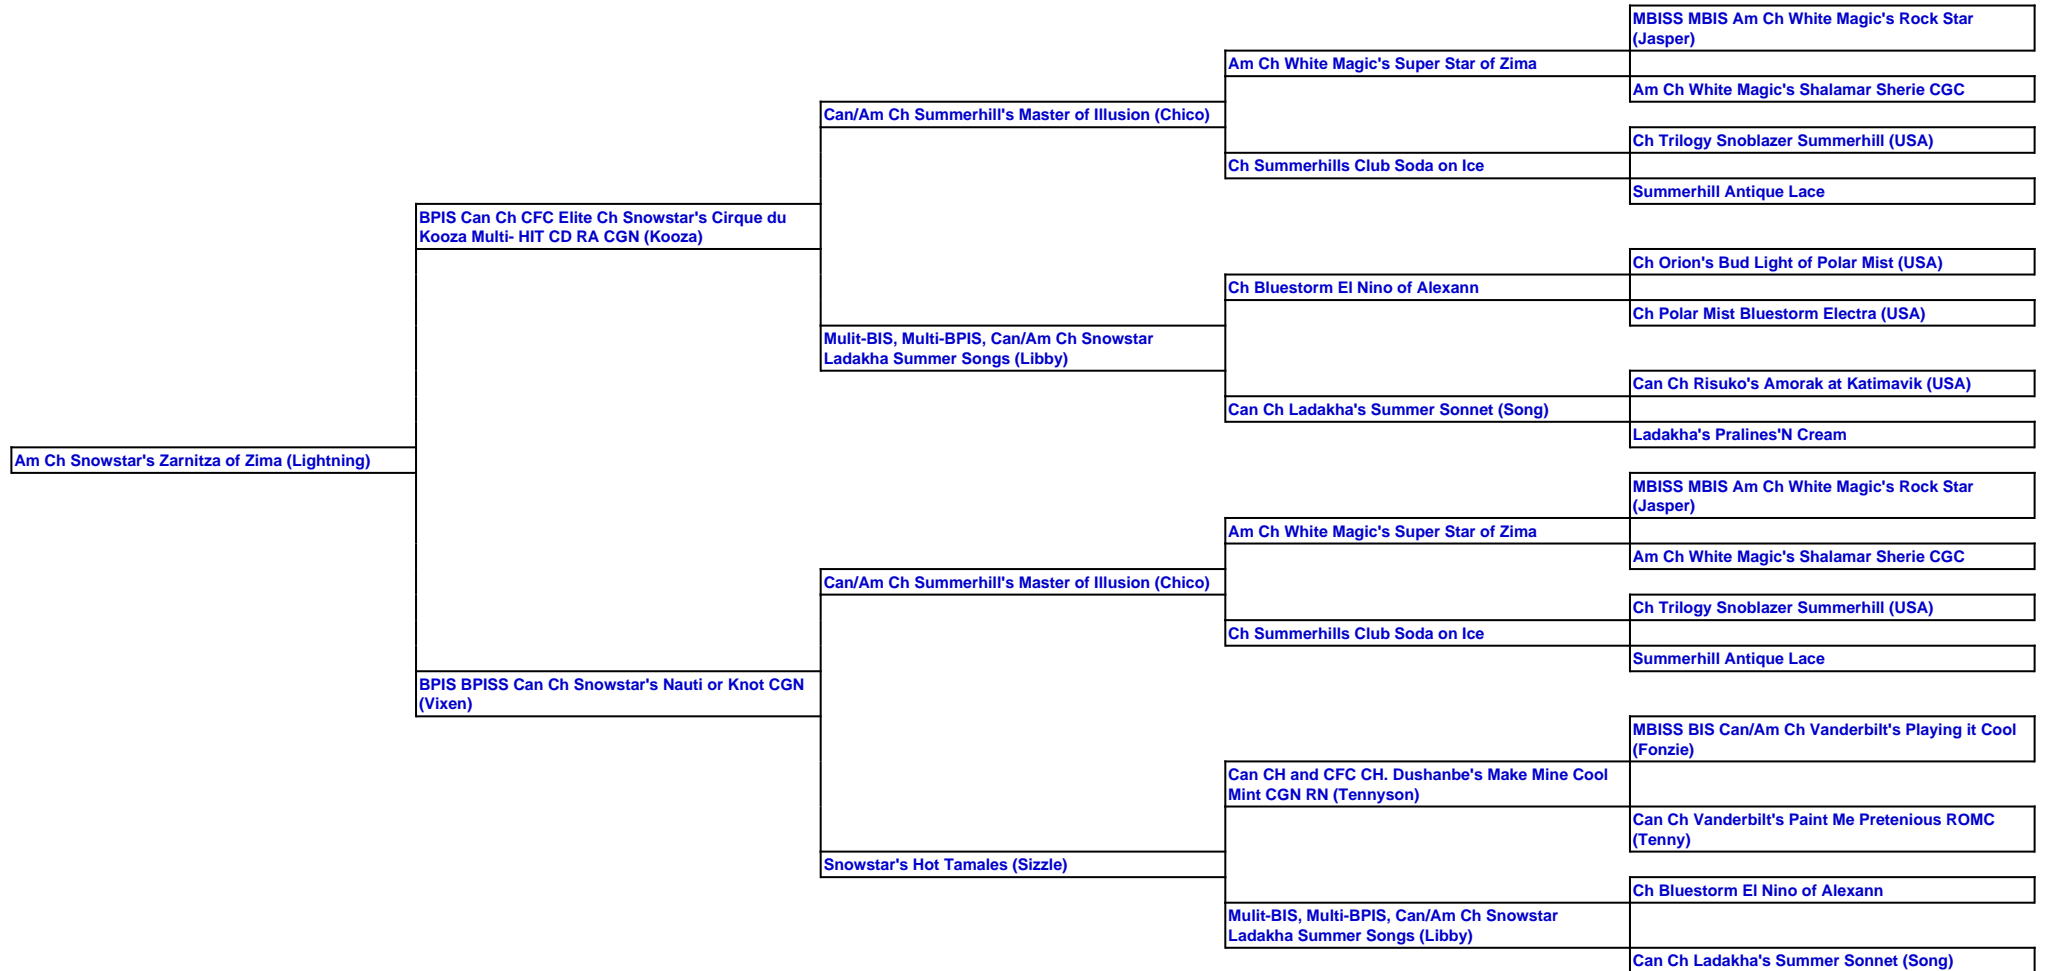 MBISS MBIS Am Ch White Magic's Rock Star
(Jasper)
Am Ch White Magic's Super Star of Zima
Am Ch White Magic's Shalamar Sherie CGC
Can/Am Ch Summerhill's Master of Illusion (Chico)
Ch Trilogy Snoblazer Summerhill (USA)
Ch Summerhills Club Soda on Ice
Summerhill Antique Lace
BPIS Can Ch CFC Elite Ch Snowstar's Cirque du
Kooza Multi- HIT CD RA CGN (Kooza)
Ch Orion's Bud Light of Polar Mist (USA)
Ch Bluestorm El Nino of Alexann
Ch Polar Mist Bluestorm Electra (USA)
Mulit-BIS, Multi-BPIS, Can/Am Ch Snowstar
Ladakha Summer Songs (Libby)
Can Ch Risuko's Amorak at Katimavik (USA)
Can Ch Ladakha's Summer Sonnet (Song)
Ladakha's Pralines'N Cream
Am Ch Snowstar's Zarnitza of Zima (Lightning)
MBISS MBIS Am Ch White Magic's Rock Star
(Jasper)
Am Ch White Magic's Super Star of Zima
Am Ch White Magic's Shalamar Sherie CGC
Can/Am Ch Summerhill's Master of Illusion (Chico)
Ch Trilogy Snoblazer Summerhill (USA)
Ch Summerhills Club Soda on Ice
Summerhill Antique Lace
BPIS BPISS Can Ch Snowstar's Nauti or Knot CGN
(Vixen)
MBISS BIS Can/Am Ch Vanderbilt's Playing it Cool
(Fonzie)
Can CH and CFC CH. Dushanbe's Make Mine Cool
Mint CGN RN (Tennyson)
Can Ch Vanderbilt's Paint Me Pretenious ROMC
(Tenny)
Snowstar's Hot Tamales (Sizzle)
Ch Bluestorm El Nino of Alexann
Mulit-BIS, Multi-BPIS, Can/Am Ch Snowstar
Ladakha Summer Songs (Libby)
Can Ch Ladakha's Summer Sonnet (Song)